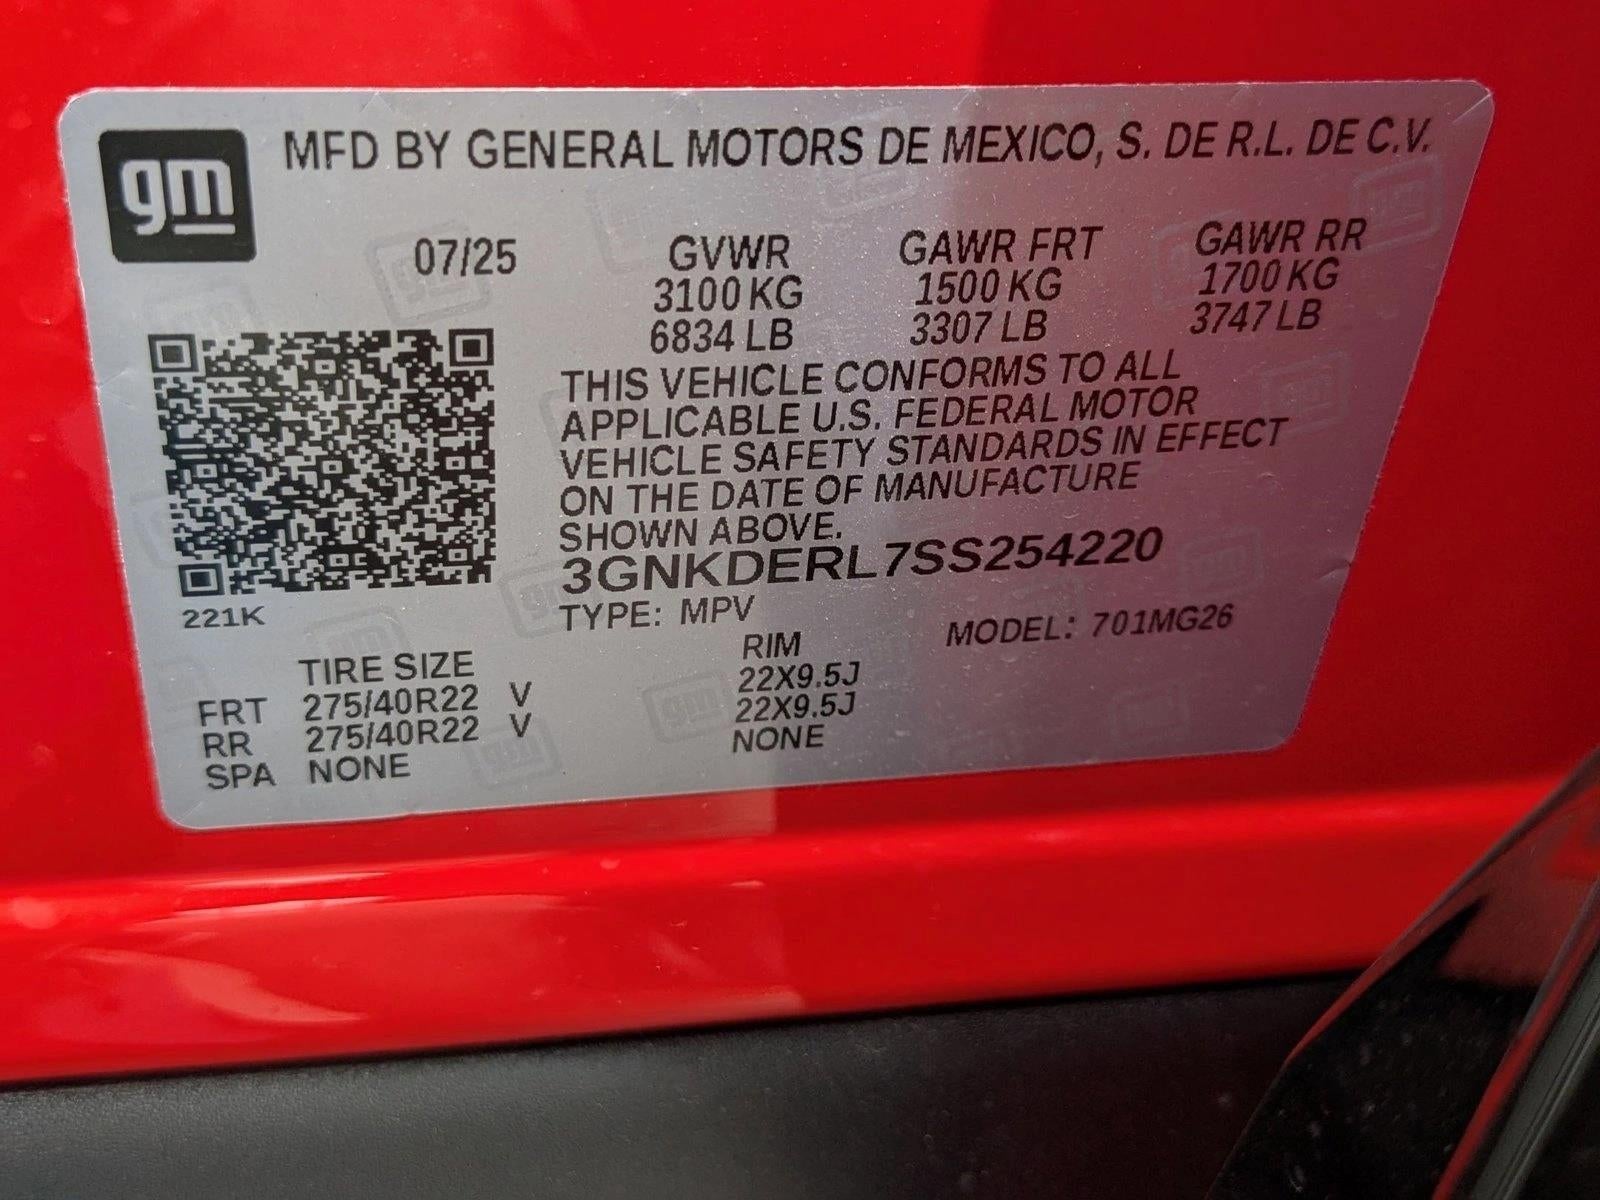 gm
MFD BY GENERAL MOTORS DE MEXICO, S. DE R.L. DE C.V.
07/25 GVWR GAWR FRT GAWR RR
3100 KG 1500 KG 1700 KG
6834 LB 3307 LB 3747 LB
THIS VEHICLE CONFORMS TO ALL
APPLICABLE U.S. FEDERAL MOTOR
VEHICLE SAFETY STANDARDS IN EFFECT
ON THE DATE OF MANUFACTURE
SHOWN ABOVE.
3GNKDERL7SS254220
221K
TYPE: MPV MODEL: 701MG26
TIRE SIZE RIM
FRT 275/40R22 V 22X9.5J
RR 275/40R22 V 22X9.5J
SPA NONE NONE